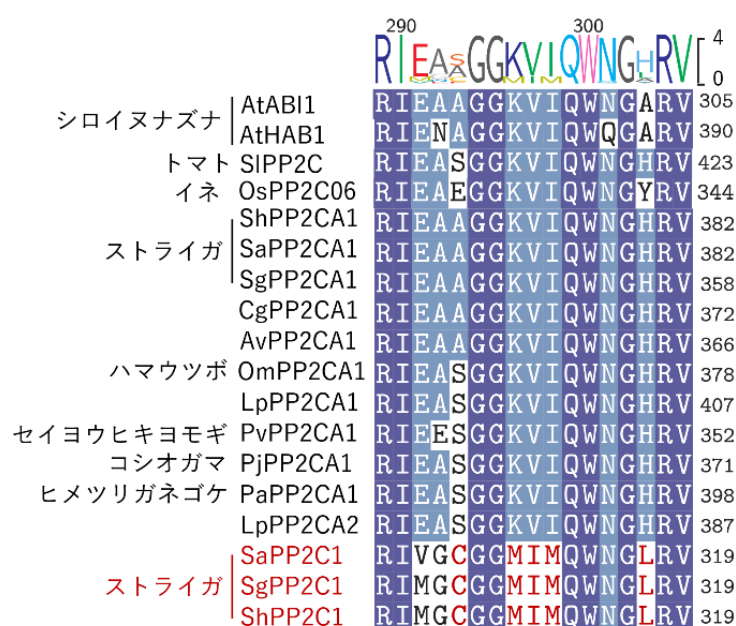 290 300
RIEAAGGKVIQWNGHRV 4
0
シロイヌナズナ AtABI1 RIEAAGGKVIQWNGARV 305
AtHAB1 RIENAGGKVIQWQGARV 390
トマト SlPP2C RIEASGGKVIQWNGHRV 423
イネ OsPP2C06 RIEAEGGKVIQWNGYRV 344
ストライガ ShPP2CA1 RIEAAGGKVIQWNGHRV 382
SaPP2CA1 RIEAAGGKVIQWNGHRV 382
SgPP2CA1 RIEAAGGKVIQWNGHRV 358
CgPP2CA1 RIEAAGGKVIQWNGHRV 372
AvPP2CA1 RIEAAGGKVIQWNGHRV 366
ハマウツボ OmPP2CA1 RIEASGGKVIQWNGHRV 378
LpPP2CA1 RIEASGGKVIQWNGHRV 407
セイヨウヒキヨモギ PvPP2CA1 RIEESGGKVIQWNGHRV 352
コシオガマ PjPP2CA1 RIEASGGKVIQWNGHRV 371
ヒメツリガネゴケ PaPP2CA1 RIEASGGKVIQWNGHRV 398
LpPP2CA2 RIEASGGKVIQWNGHRV 387
ストライガ SaPP2C1 RIVGCGGMIMQWNGLRV 319
SgPP2C1 RIMGCGGMIMQWNGLRV 319
ShPP2C1 RIMGCGGMIMQWNGLRV 319